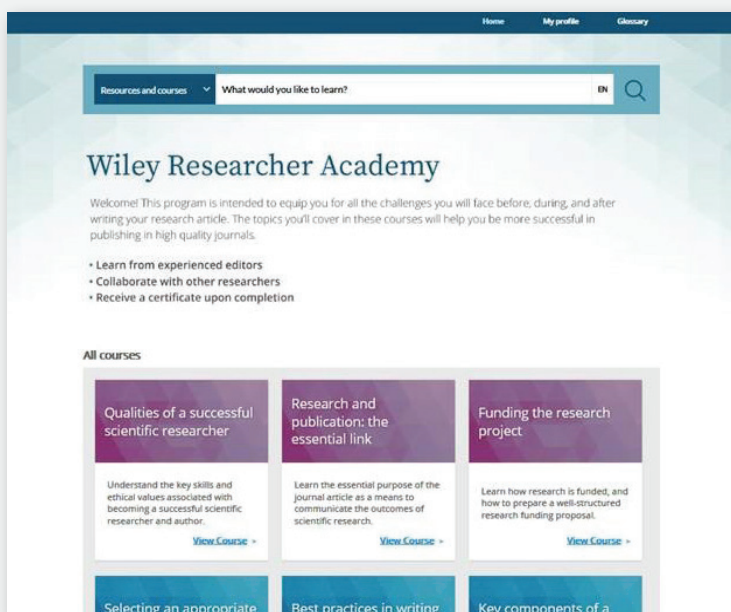 Home My profile Glossary
Resources and courses What would you like to learn? EN
Wiley Researcher Academy
Welcome! This program is intended to equip you for all the challenges you will face before, during, and after
writing your research article. The topics you'll cover in these courses will help you be more successful in
publishing in high quality journals.
• Learn from experienced editors
• Collaborate with other researchers
• Receive a certificate upon completion
All courses
Qualities of a successful
scientific researcher
Understand the key skills and
ethical values associated with
becoming a successful scientific
researcher and author.
View Course »
Research and
publication: the
essential link
Learn the essential purpose of the
journal article as a means to
communicate the outcomes of
scientific research.
View Course »
Funding the research
project
Learn how research is funded, and
how to prepare a well-structured
research funding proposal.
View Course »
Selecting an appropriate
Best practices in writing
Key components of a